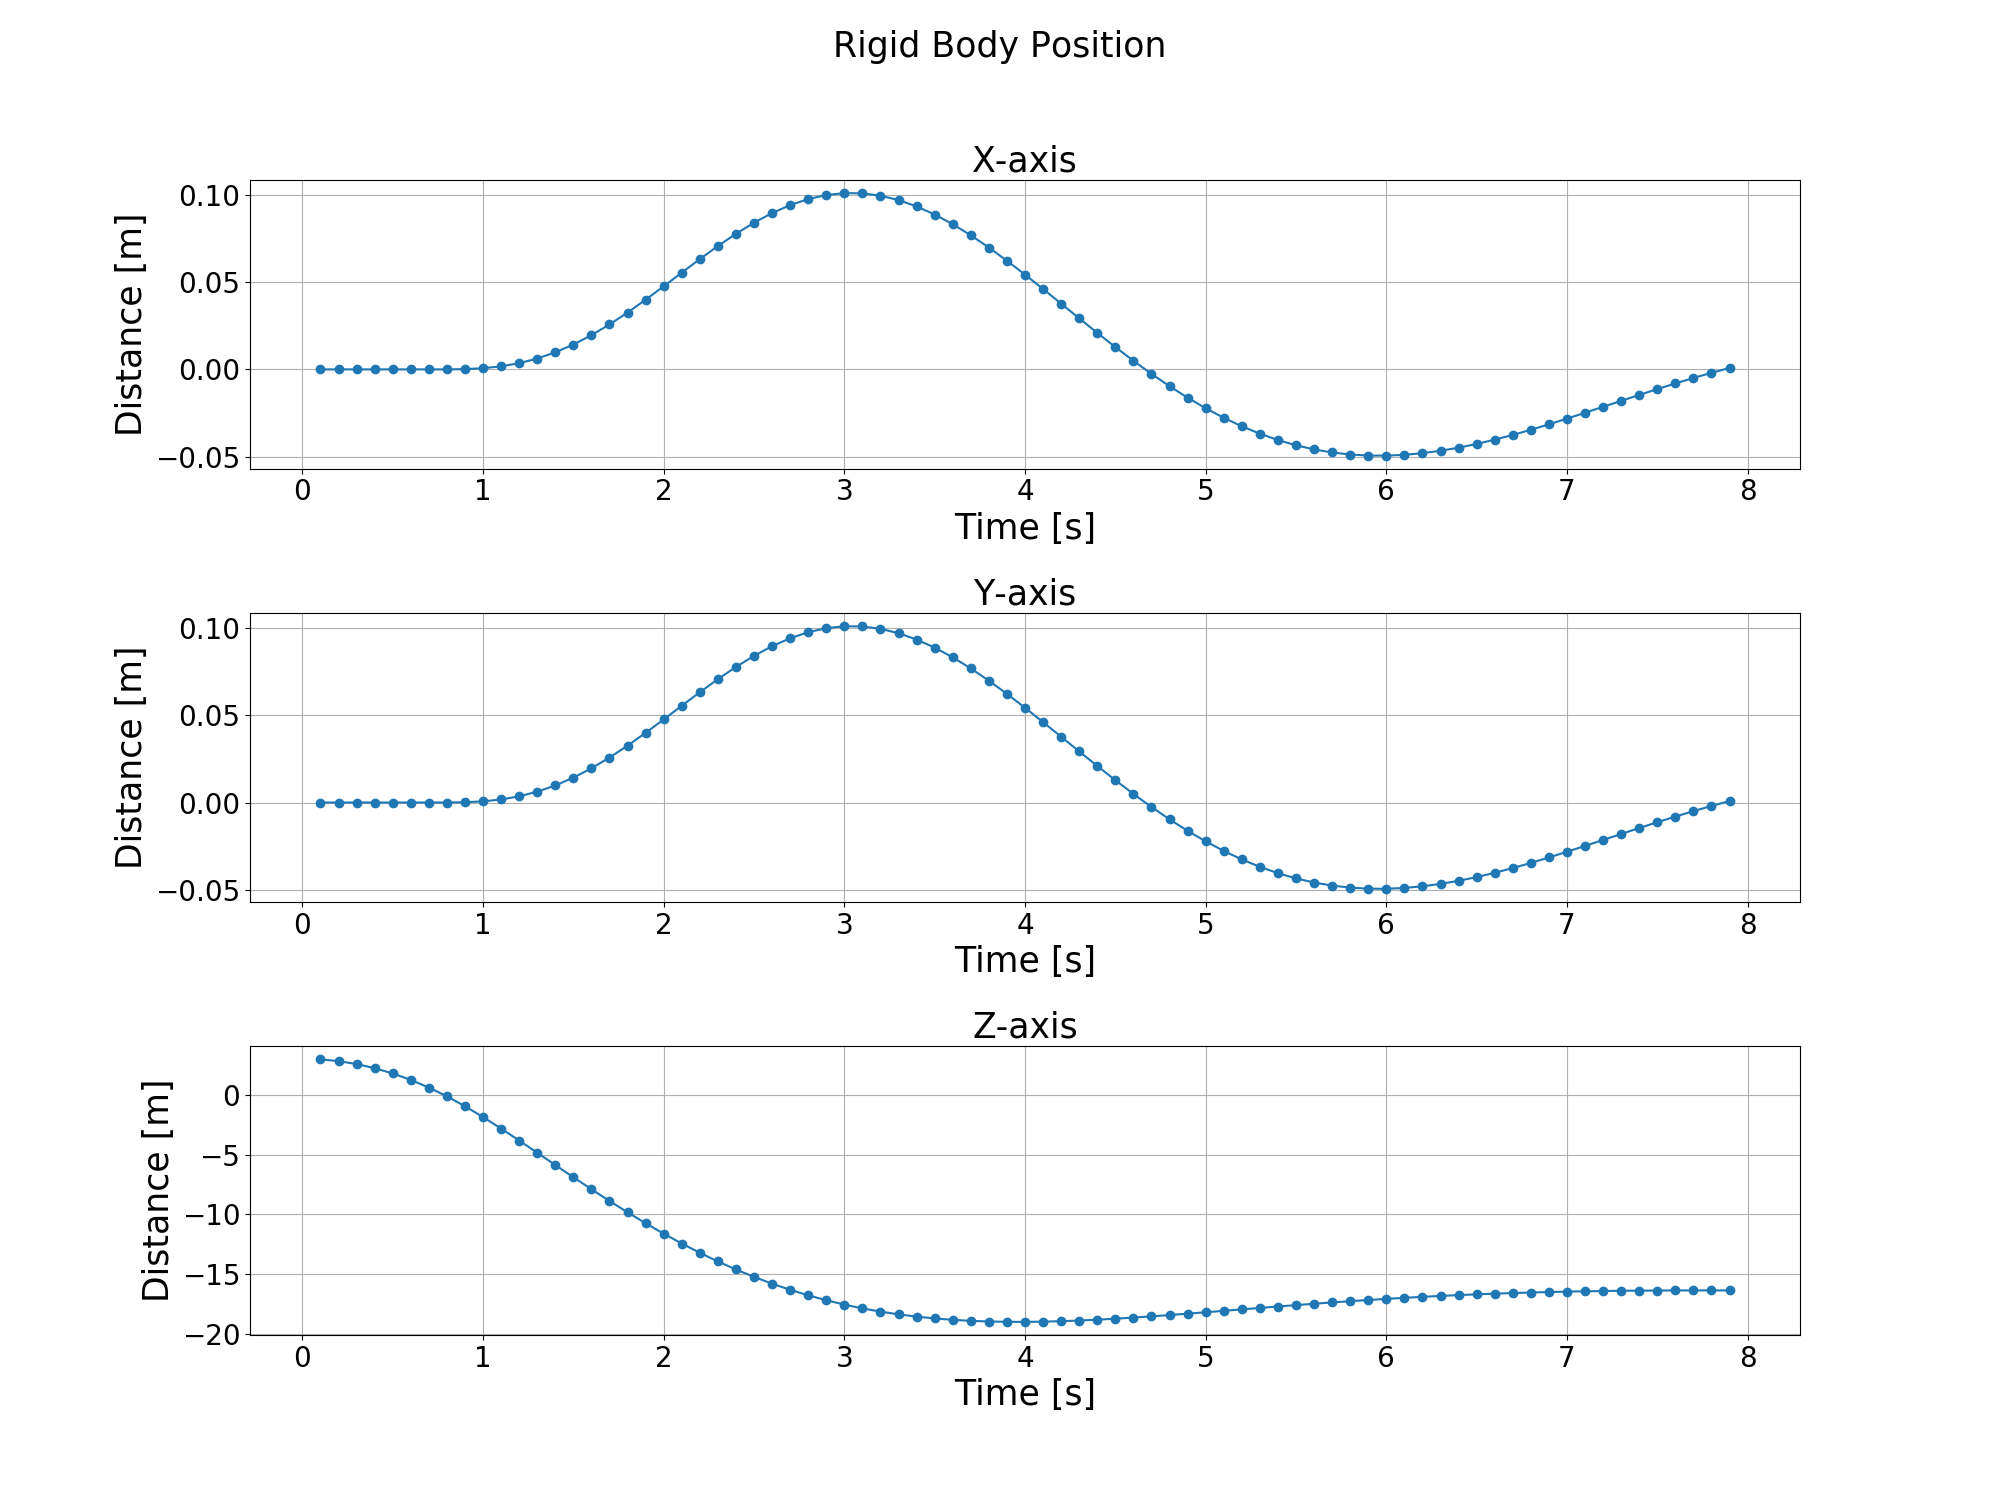 Rigid Body Position
X-axis
Distance [m]
0.10
0.05
0.00
−0.05
0 1 2 3 4 5 6 7 8
Time [s]
Y-axis
Distance [m]
0.10
0.05
0.00
−0.05
0 1 2 3 4 5 6 7 8
Time [s]
Z-axis
Distance [m]
0
−5
−10
−15
−20
0 1 2 3 4 5 6 7 8
Time [s]